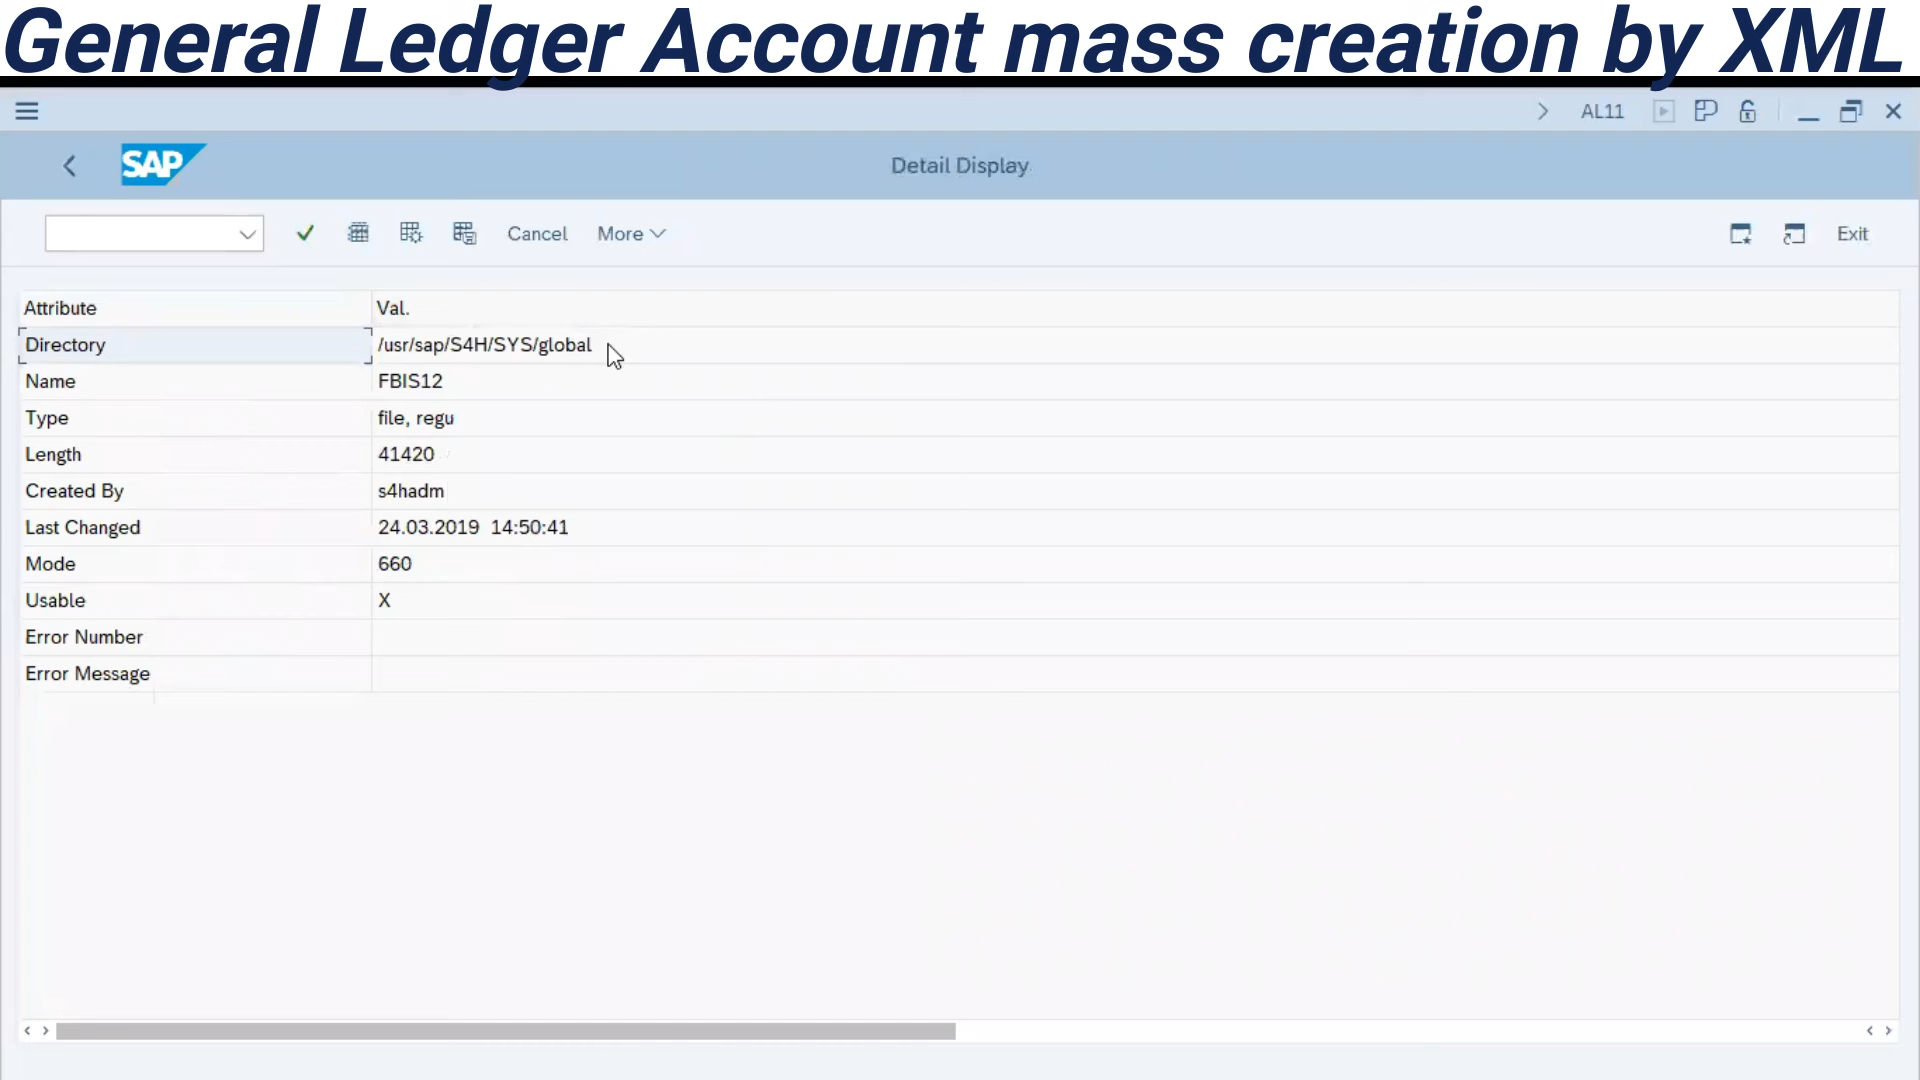 General Ledger Account mass creation by XML
AL11
SAP
Detail Display
Cancel More Exit
Attribute Val.
Directory /usr/sap/S4H/SYS/global
Name FBIS12
Type file, regu
Length 41420
Created By s4hadm
Last Changed 24.03.2019 14:50:41
Mode 660
Usable X
Error Number
Error Message